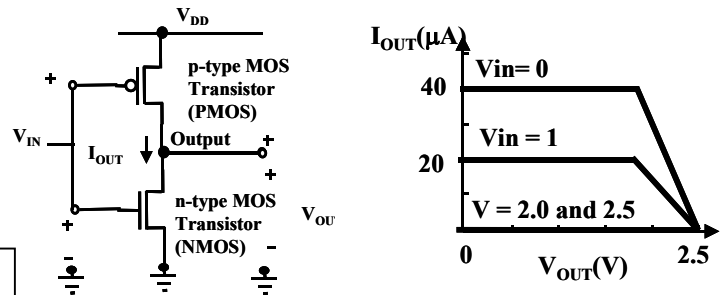 V_DD
p-type MOS
Transistor
(PMOS)
+
V_IN
I_OUT
Output
+
+
n-type MOS
Transistor
(NMOS)
V_OU
+
-
-
I_OUT(μA)
40
Vin= 0
Vin = 1
20
V = 2.0 and 2.5
0
V_OUT(V)
2.5